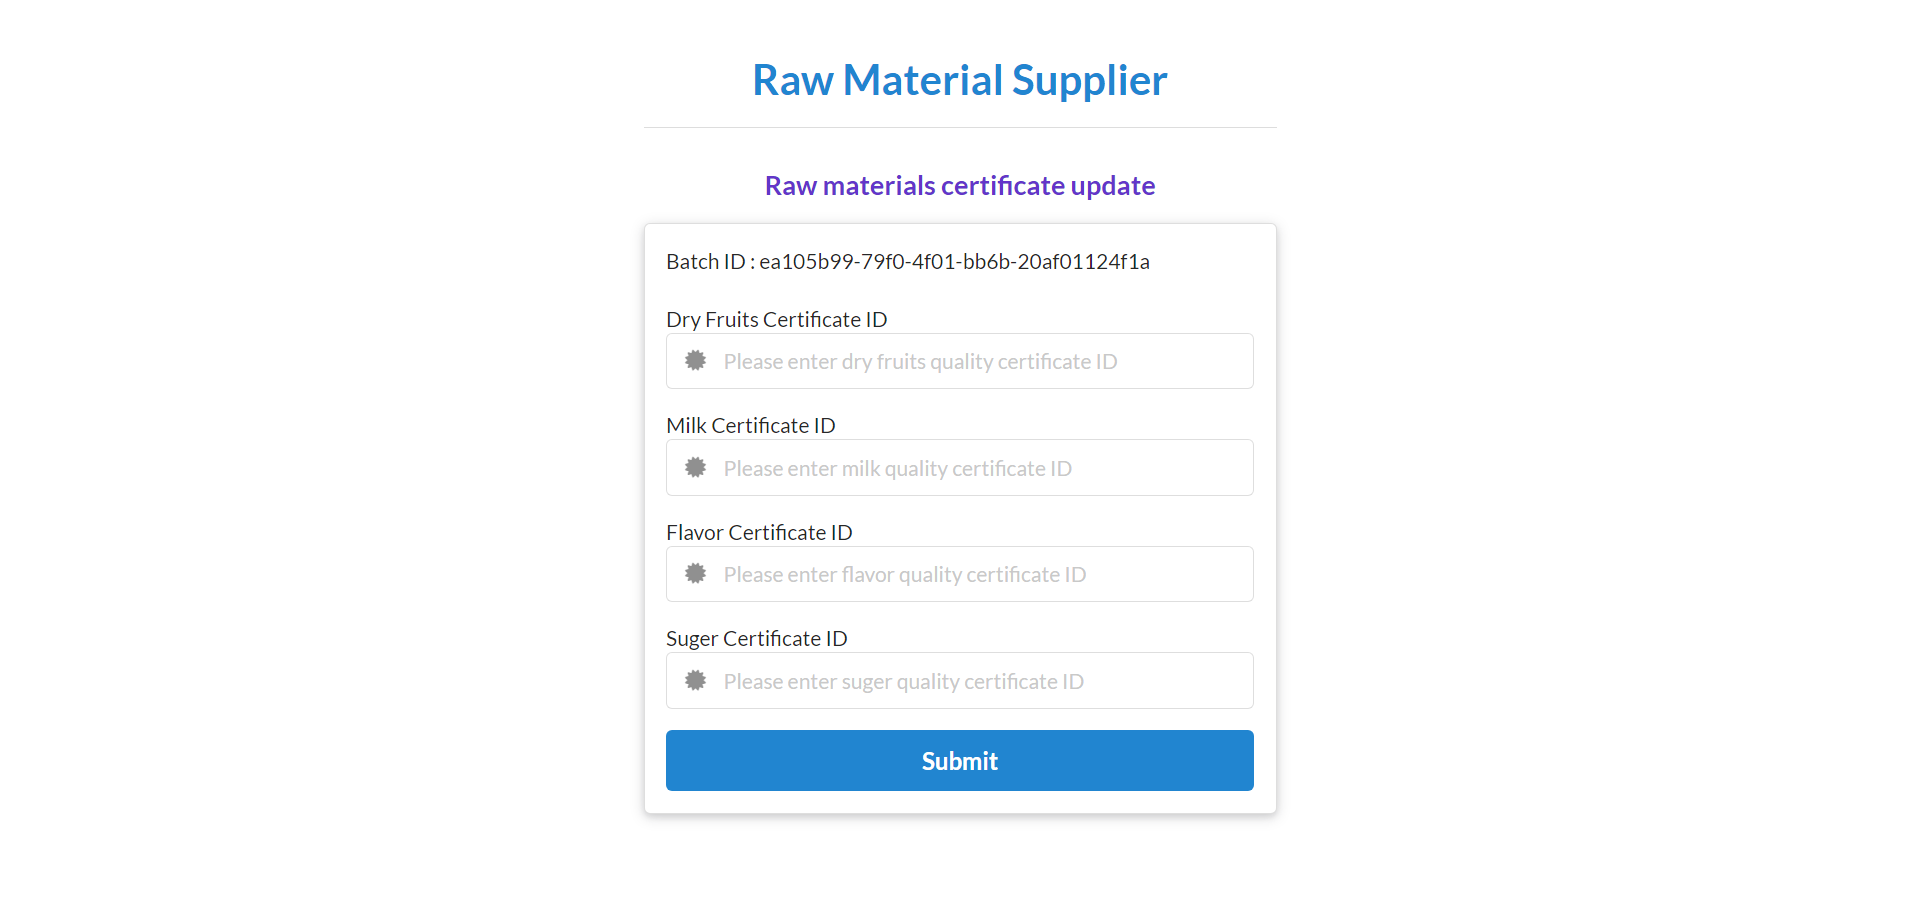 Raw Material Supplier
Raw materials certificate update
Batch ID : ea105b99-79f0-4f01-bb6b-20af01124f1a
Dry Fruits Certificate ID
Please enter dry fruits quality certificate ID
Milk Certificate ID
Please enter milk quality certificate ID
Flavor Certificate ID
Please enter flavor quality certificate ID
Suger Certificate ID
Please enter suger quality certificate ID
Submit